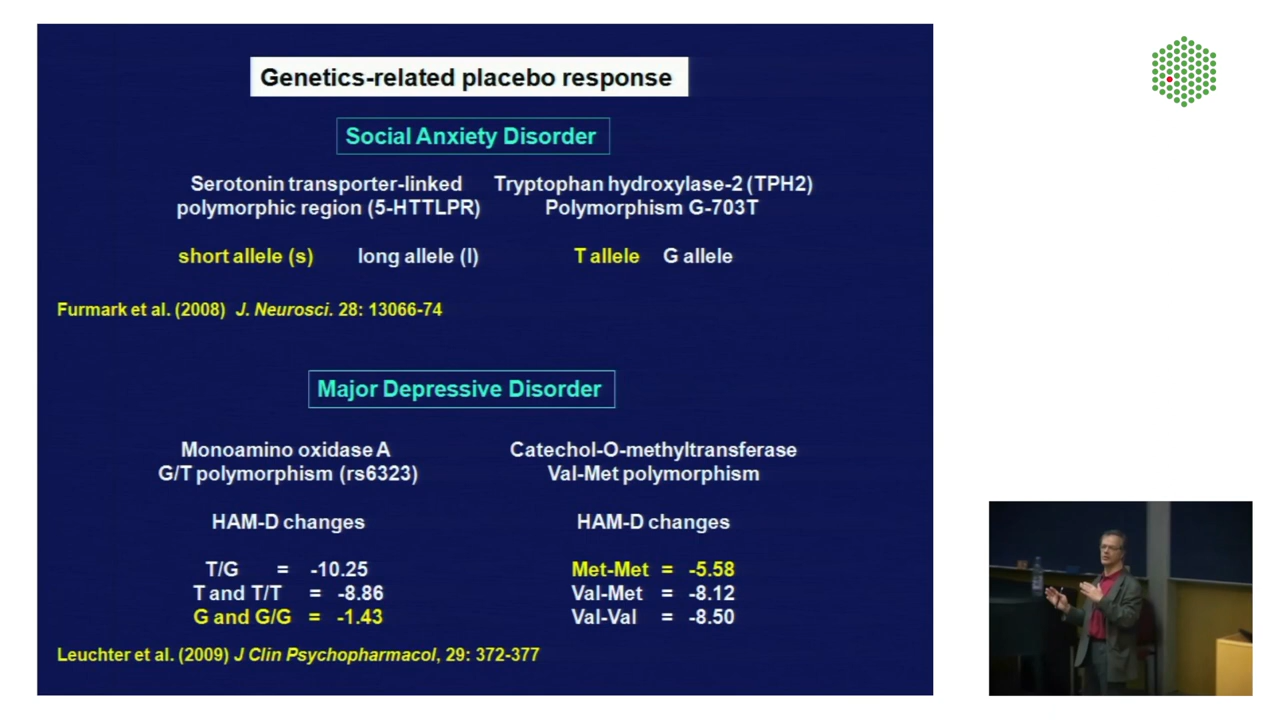 Genetics-related placebo response
Social Anxiety Disorder
Serotonin transporter-linked
polymorphic region (5-HTTLPR)
Tryptophan hydroxylase-2 (TPH2)
Polymorphism G-703T
short allele (s) long allele (l)
T allele G allele
Furmark et al. (2008) J. Neurosci. 28: 13066-74
Major Depressive Disorder
Monoamino oxidase A
G/T polymorphism (rs6323)
HAM-D changes
T/G = -10.25
T and T/T = -8.86
G and G/G = -1.43
Catechol-O-methyltransferase
Val-Met polymorphism
HAM-D changes
Met-Met = -5.58
Val-Met = -8.12
Val-Val = -8.50
Leuchter et al. (2009) J Clin Psychopharmacol, 29: 372-377